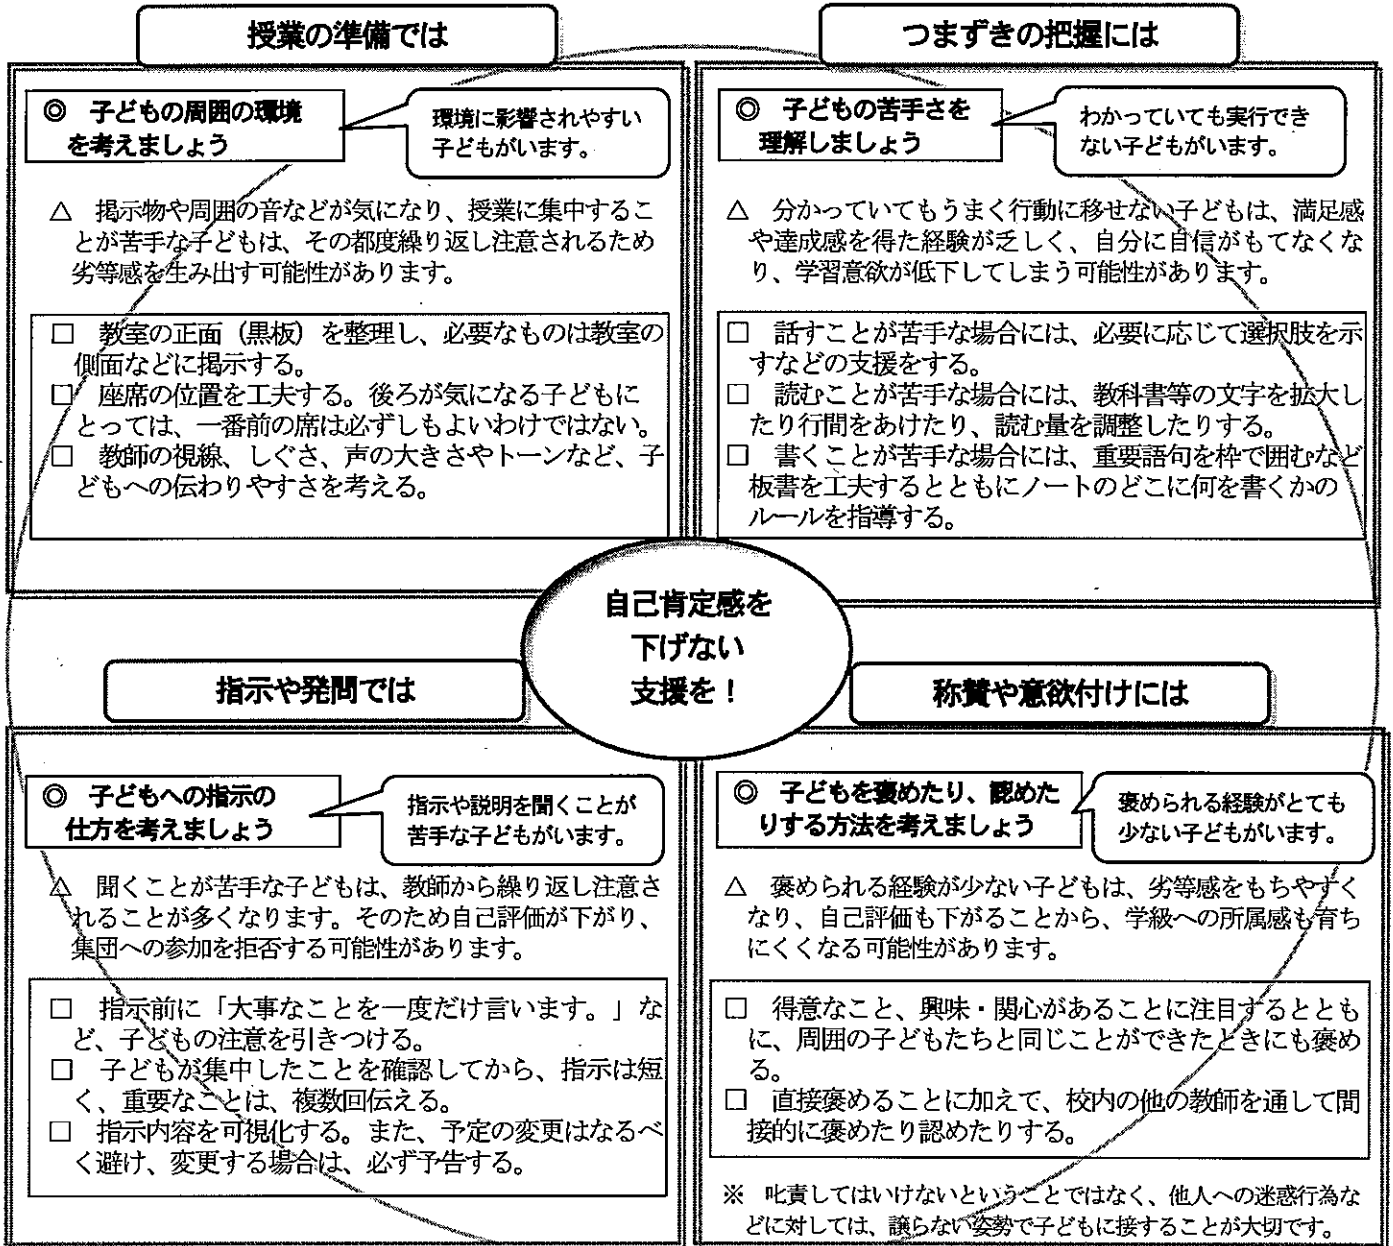 授業の準備では
◎ 子どもの周囲の環境
を考えましょう
環境に影響されやすい
子どもがいます。
△ 掲示物や周囲の音などが気になり、授業に集中するこ
とが苦手な子どもは、その都度繰り返し注意されるため
劣等感を生み出す可能性があります。
□ 教室の正面（黒板）を整理し、必要なものは教室の
側面などに掲示する。
□ 座席の位置を工夫する。後ろが気になる子どもに
とっては、一番前の席は必ずしもよいわけではない。
□ 教師の視線、しぐさ、声の大きさやトーンなど、子
どもへの伝わりやすさを考える。
つまずきの把握には
◎ 子どもの苦手さを
理解しましょう
わかっていても実行でき
ない子どもがいます。
△ 分かっていてもうまく行動に移せない子どもは、満足感
や達成感を得た経験が乏しく、自分に自信がもてなくな
り、学習意欲が低下してしまう可能性があります。
□ 話すことが苦手な場合には、必要に応じて選択肢を示
すなどの支援をする。
□ 読むことが苦手な場合には、教科書等の文字を拡大し
たり行間をあけたり、読む量を調整したりする。
□ 書くことが苦手な場合には、重要語句を枠で囲むなど
板書を工夫するとともにノートのどこに何を書くかの
ルールを指導する。
自己肯定感を
下げない
支援を！
指示や発問では
◎ 子どもへの指示の
仕方を考えましょう
指示や説明を聞くことが
苦手な子どもがいます。
△ 聞くことが苦手な子どもは、教師から繰り返し注意さ
れることが多くなります。そのため自己評価が下がり、
集団への参加を拒否する可能性があります。
□ 指示前に「大事なことを一度だけ言います。」な
ど、子どもの注意を引きつける。
□ 子どもが集中したことを確認してから、指示は短
く、重要なことは、複数回伝える。
□ 指示内容を可視化する。また、予定の変更はなるべ
く避け、変更する場合は、必ず予告する。
称賛や意欲付けには
◎ 子どもを褒めたり、認めた
りする方法を考えましょう
褒められる経験がとても
少ない子どもがいます。
△ 褒められる経験が少ない子どもは、劣等感をもちやすく
なり、自己評価も下がることから、学級への所属感も育ち
にくくなる可能性があります。
□ 得意なこと、興味・関心があることに注目するととも
に、周囲の子どもたちと同じことができたときにも褒め
る。
□ 直接褒めることに加えて、校内の他の教師を通して間
接的に褒めたり認めたりする。
※ 叱責してはいけないということではなく、他人への迷惑行為な
どに対しては、譲らない姿勢で子どもに接することが大切です。